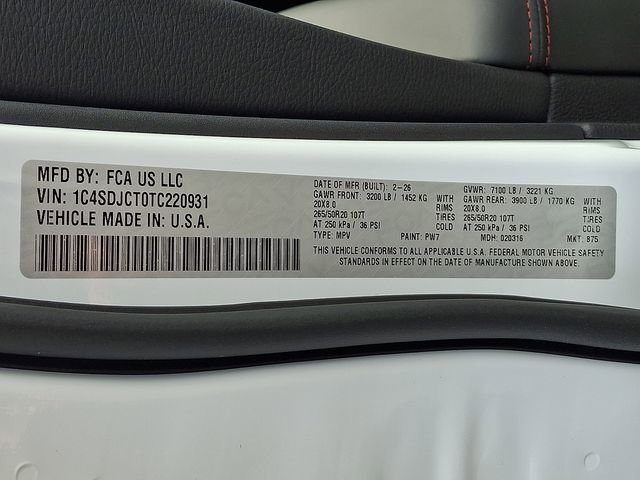 MFD BY: FCA US LLC
VIN: 1C4SDJCT0TC220931
VEHICLE MADE IN: U.S.A.
DATE OF MFR (BUILT): 2-26 GVWR: 7100 LB / 3221 KG
GAWR FRONT: 3200 LB / 1452 KG WITH GAWR REAR: 3900 LB / 1770 KG WITH
20X8.0 RIMS 20X8.0 RIMS
265/50R20 107T TIRES 265/50R20 107T TIRES
AT 250 kPa / 36 PSI COLD AT 250 kPa / 36 PSI COLD
TYPE: MPV PAINT: PW7 MDH: 020316 MKT: 875
THIS VEHICLE CONFORMS TO ALL APPLICABLE U.S.A. FEDERAL MOTOR VEHICLE SAFETY
STANDARDS IN EFFECT ON THE DATE OF MANUFACTURE SHOWN ABOVE.